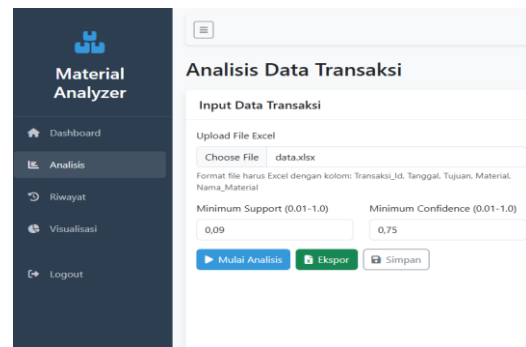 Material
Analyzer
Dashboard
Analisis
Riwayat
Visualisasi
Logout
Analisis Data Transaksi
Input Data Transaksi
Upload File Excel
Choose File data.xlsx
Format file harus Excel dengan kolom: Transaksi_Id, Tanggal, Tujuan, Material,
Nama_Material
Minimum Support (0.01-1.0) Minimum Confidence (0.01-1.0)
0,09 0,75
Mulai Analisis Ekspor Simpan